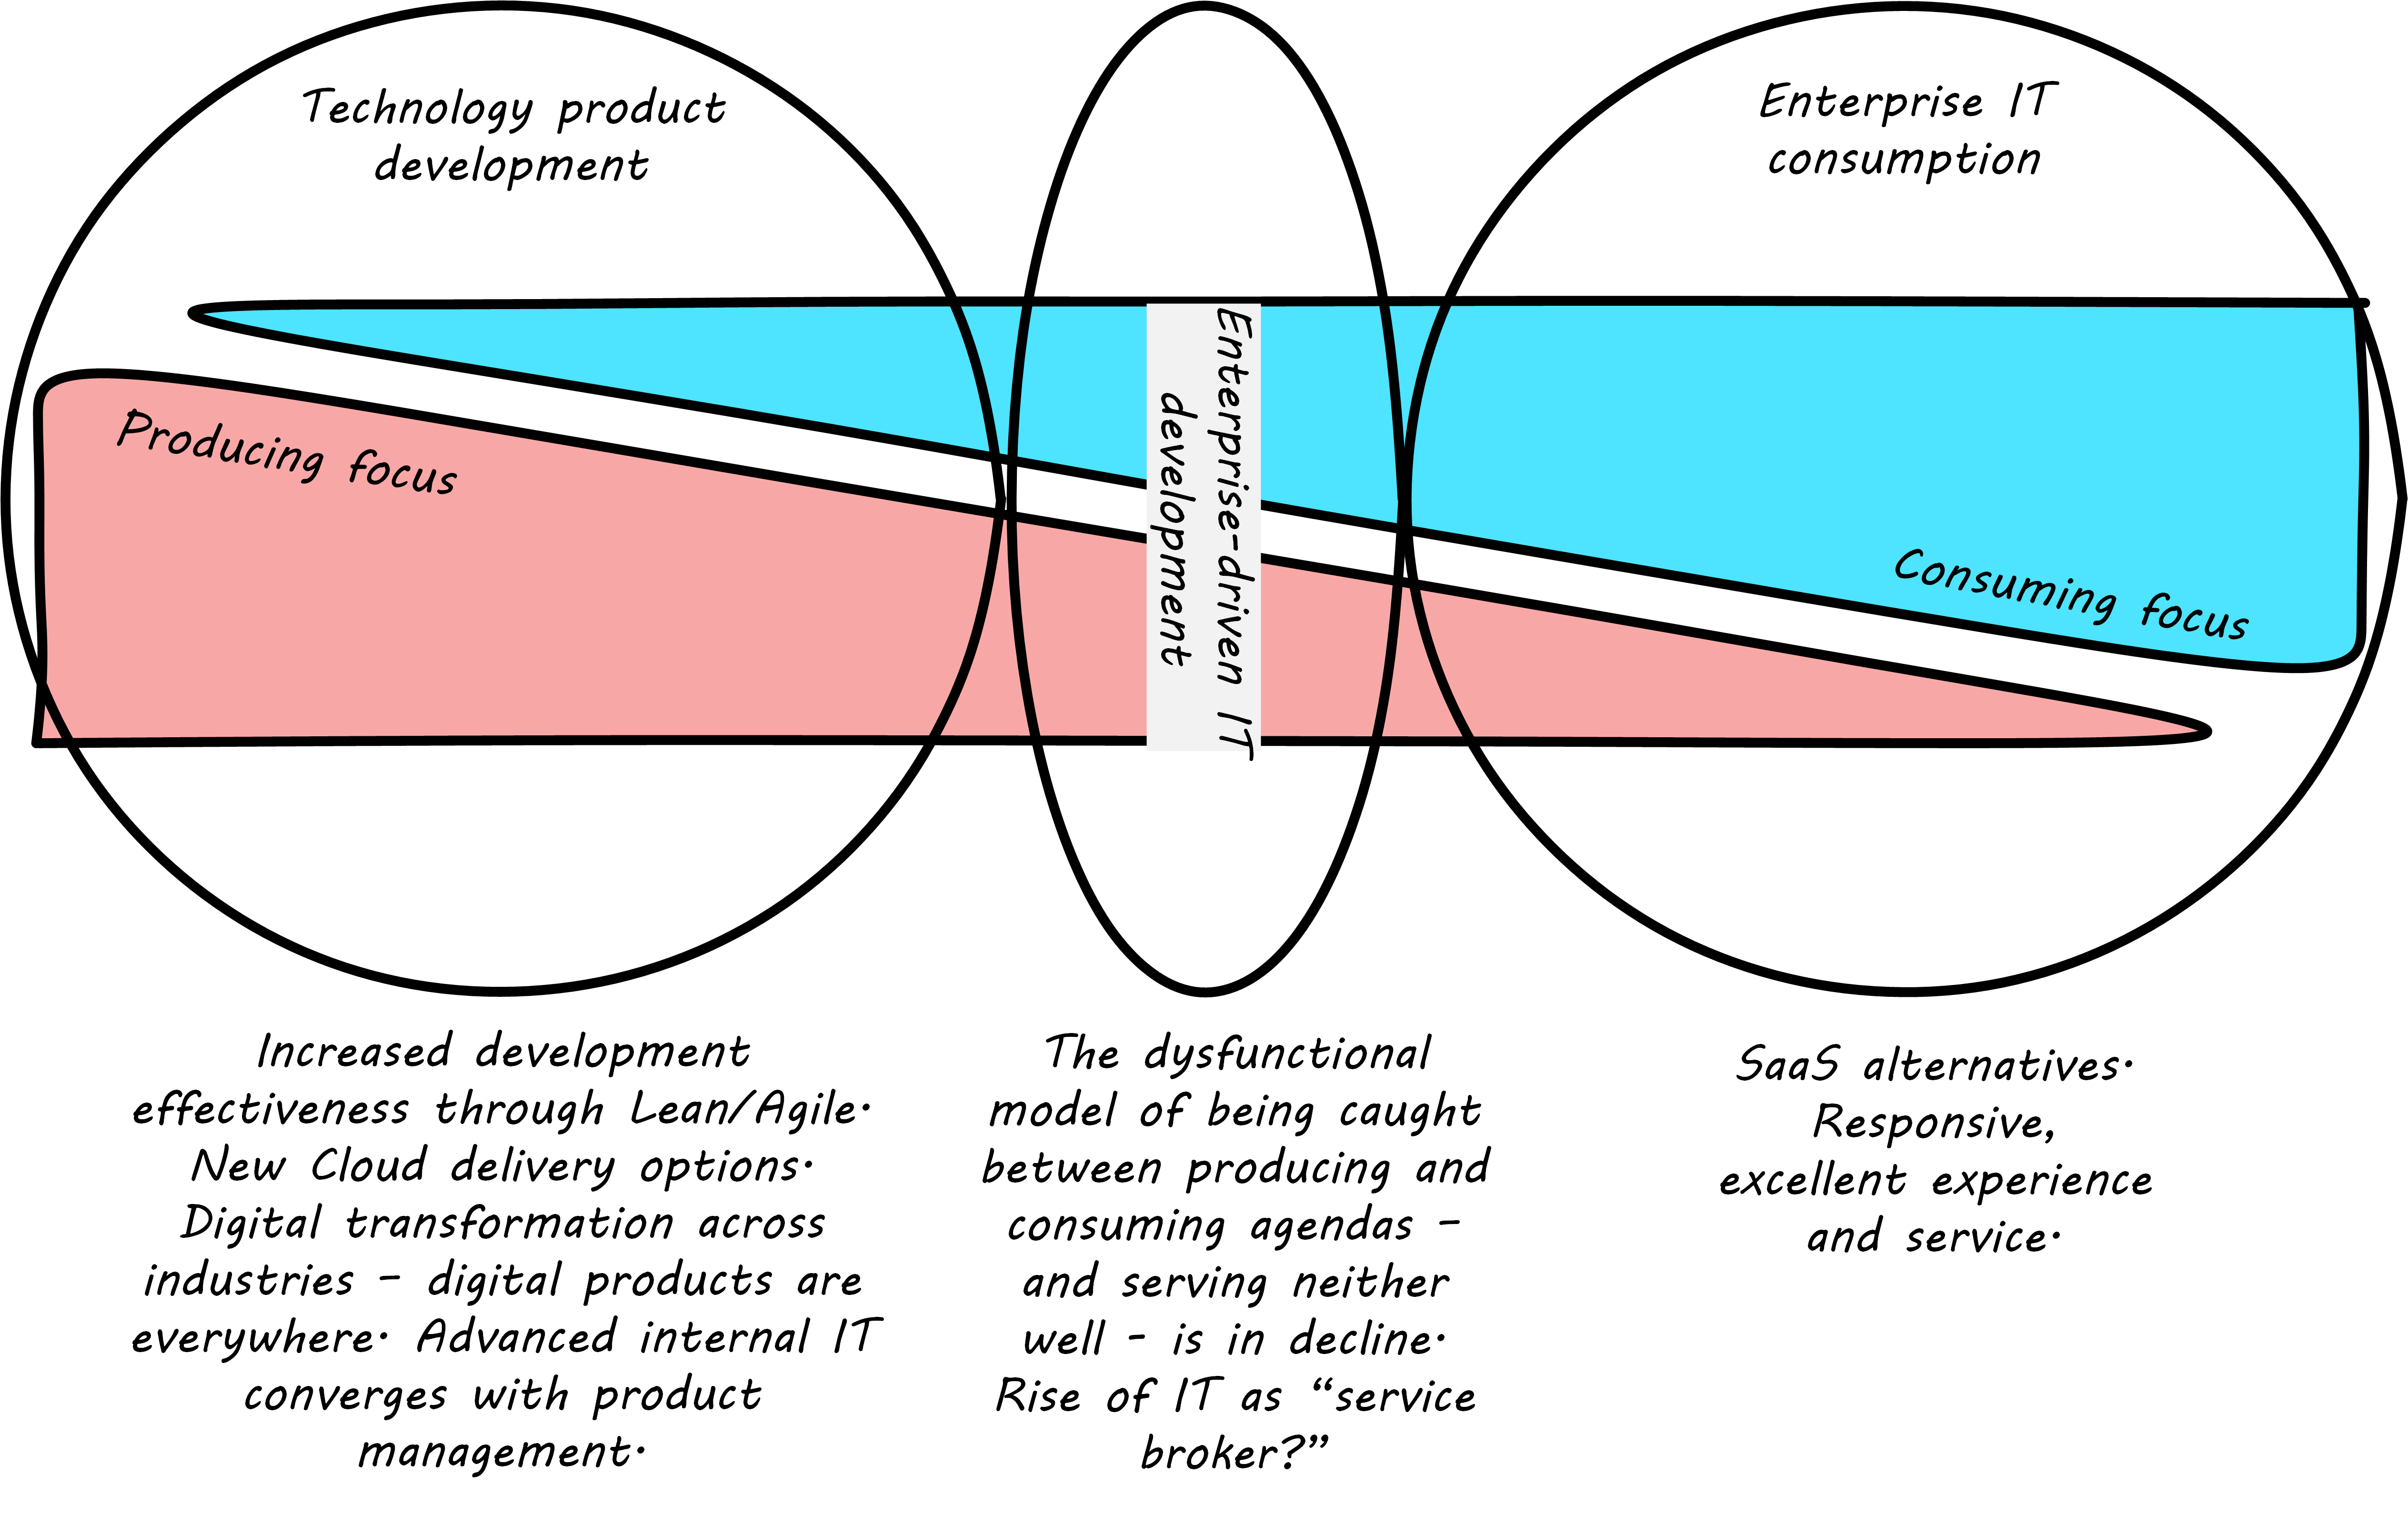 Technology product
development
Enterprise IT
consumption
Producing focus
Enterprise-driven IT
development
Consuming focus
Increased development
effectiveness through Lean/Agile.
New Cloud delivery options.
Digital transformation across
industries – digital products are
everywhere. Advanced internal IT
converges with product
management.
The dysfunctional
model of being caught
between producing and
consuming agendas –
and serving neither
well – is in decline.
Rise of IT as “service
broker?”
SaaS alternatives.
Responsive,
excellent experience
and service.